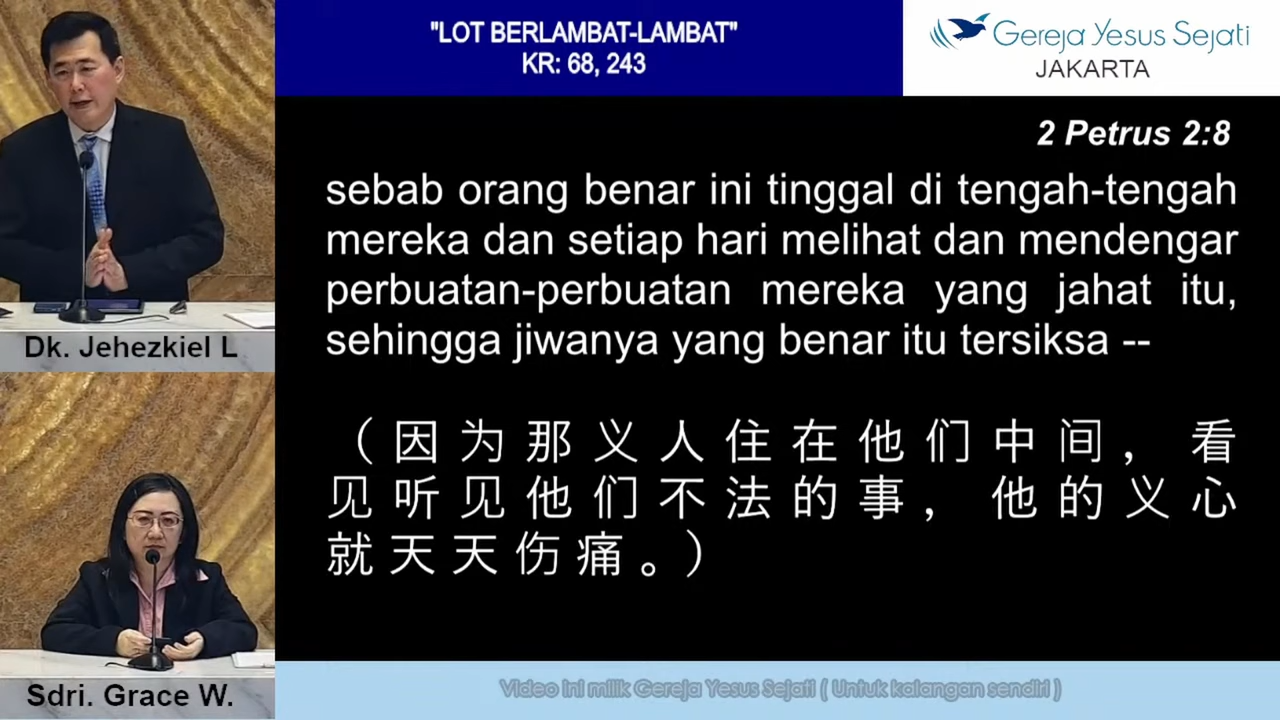 "LOT BERLAMBAT-LAMBAT"
KR: 68, 243
Gereja Yesus Sejati
JAKARTA
2 Petrus 2:8
sebab orang benar ini tinggal di tengah-tengah
mereka dan setiap hari melihat dan mendengar
perbuatan-perbuatan mereka yang jahat itu,
sehingga jiwanya yang benar itu tersiksa --
（因为那义人住在他们中间，看
见听见他们不法的事，他的义心
就天天伤痛。）
Dk. Jehezkiel L
Sdri. Grace W.
Video ini milik Gereja Yesus Sejati ( Untuk kalangan sendiri )